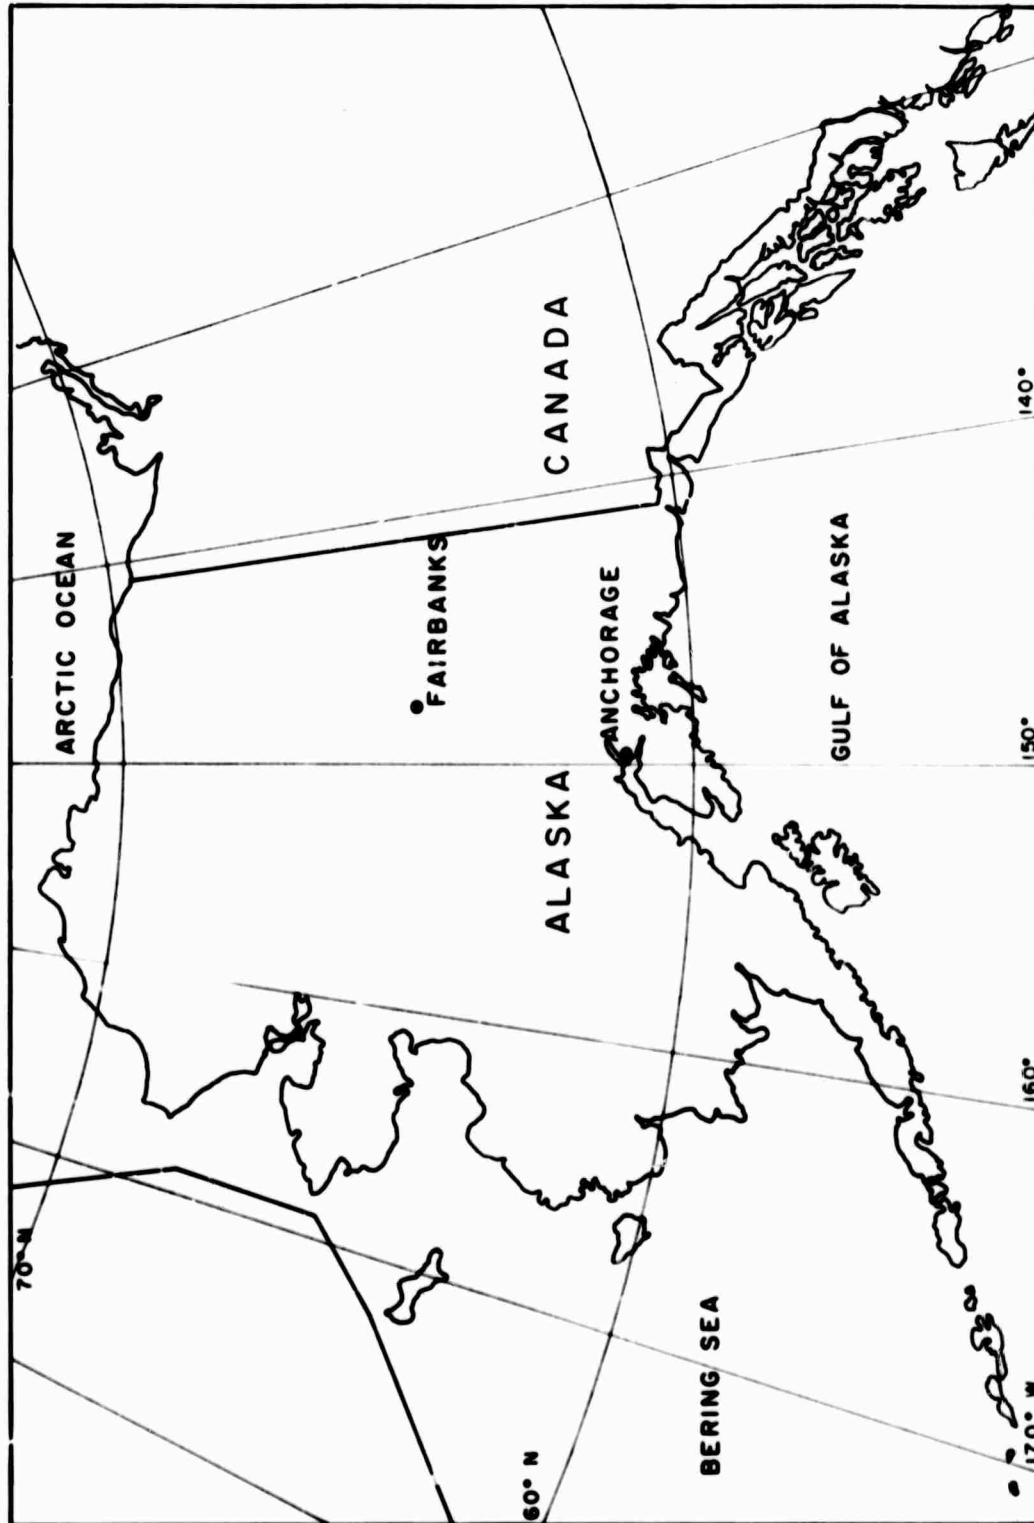 70° N
ARCTIC OCEAN
FAIRBANKS
CANADA
ALASKA
ANCHORAGE
60° N
BERING SEA
GULF OF ALASKA
170° W
160°
150°
140°